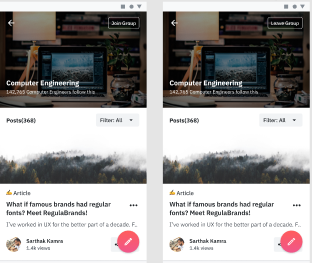 Join Group
Computer Engineering
142,765 Computer Engineers follow this
Posts(368)
Filter: All
Article
What if famous brands had regular
fonts? Meet RegulaBrands!
I've worked in UX for the better part of a decade. F...
Sarthak Kamra
1.4k views
Leave Group
Computer Engineering
142,765 Computer Engineers follow this
Posts(368)
Filter: All
Article
What if famous brands had regular
fonts? Meet RegulaBrands!
I've worked in UX for the better part of a decade. F...
Sarthak Kamra
1.4k views